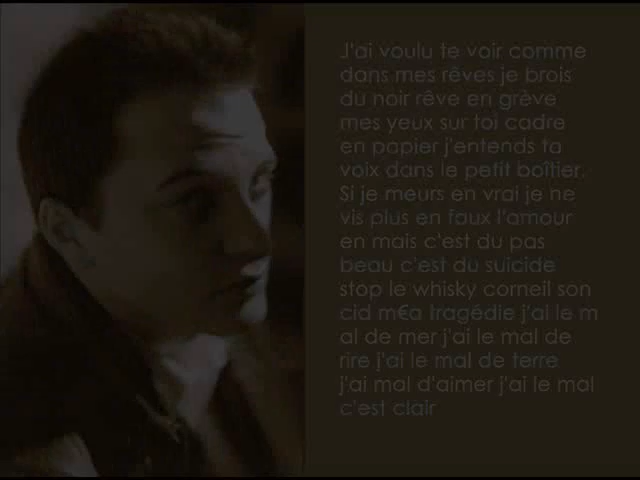 J'ai voulu te voir comme
dans mes rêves je brois
du noir rêve en grève
mes yeux sur toi cadre
en papier j'entends ta
voix dans le petit boîtier.
Si je meurs en vrai je ne
vis plus en faux l'amour
en mais c'est du pas
beau c'est du suicide
stop le whisky corneil son
cid m€a tragédie j'ai le m
al de mer j'ai le mal de
rire j'ai le mal de terre
j'ai mal d'aimer j'ai le mal
c'est clair